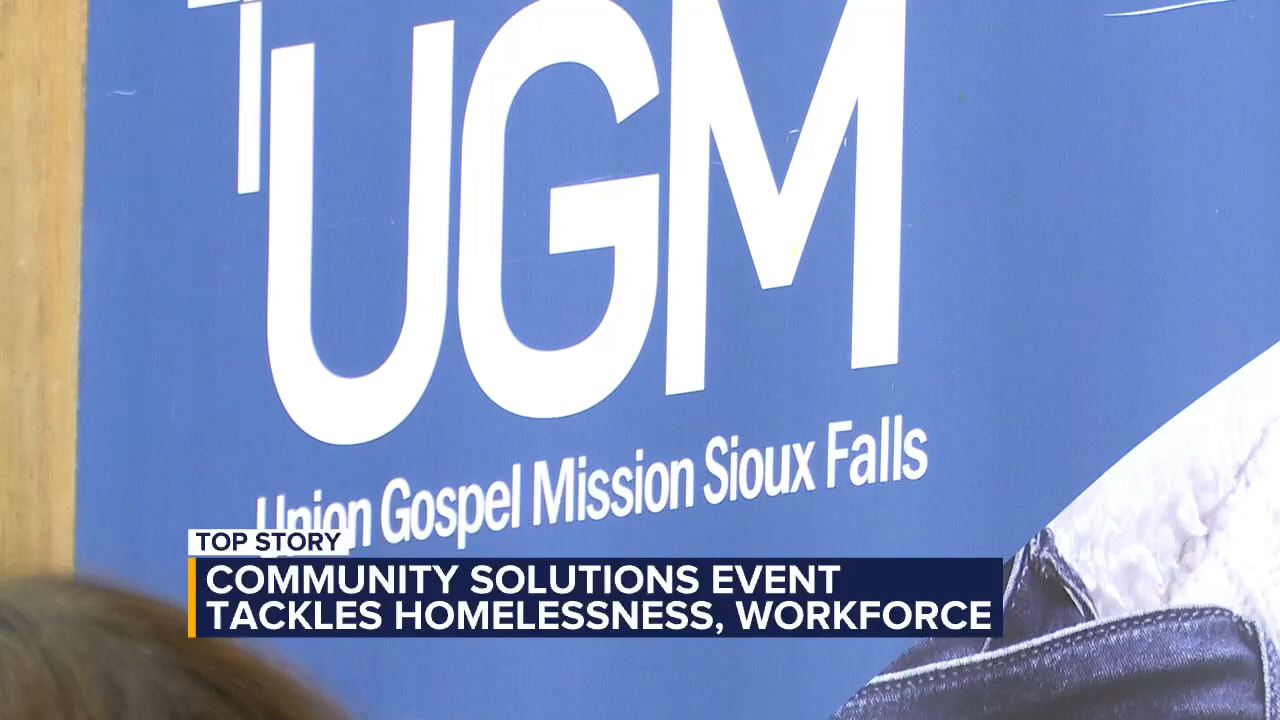 UGM
Union Gospel Mission Sioux Falls
TOP STORY
COMMUNITY SOLUTIONS EVENT
TACKLES HOMELESSNESS, WORKFORCE